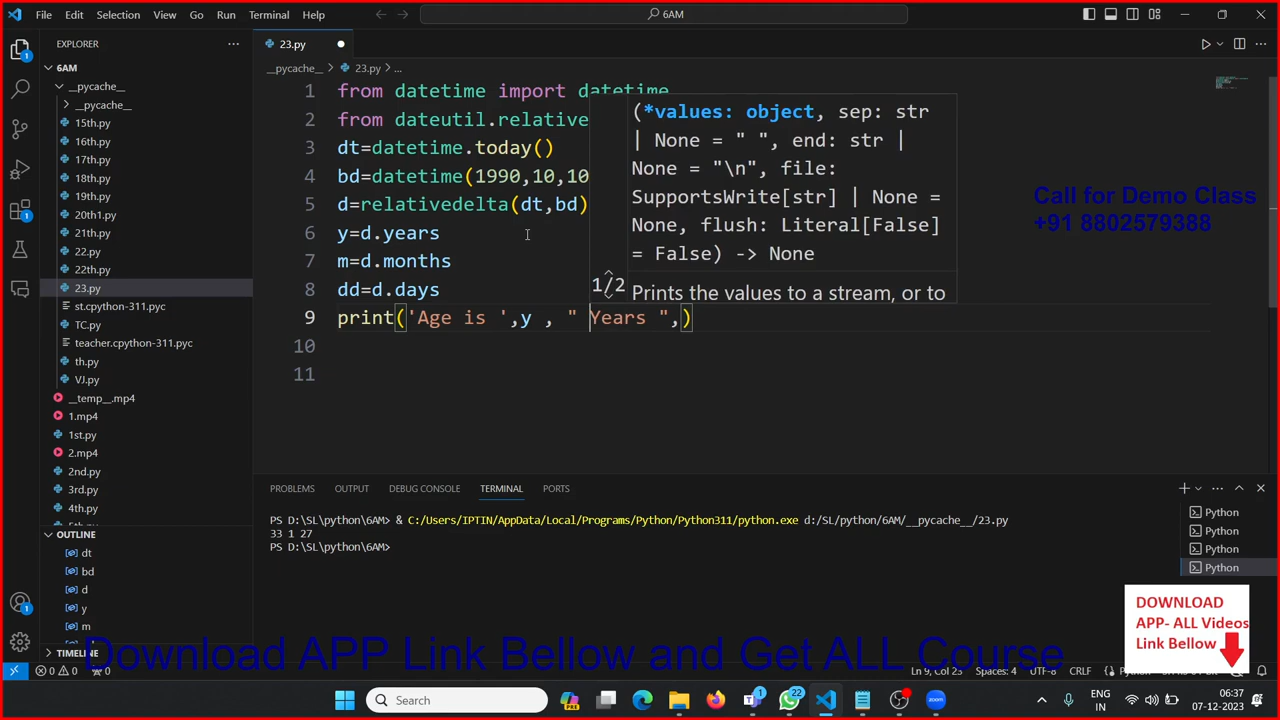 File Edit Selection View Go Run Terminal Help
6AM
EXPLORER
23.py
6AM
__pycache__
__pycache__
15th.py
16th.py
17th.py
18th.py
19th.py
20th1.py
21th.py
22.py
22th.py
23.py
st.cpython-311.pyc
TC.py
teacher.cpython-311.pyc
th.py
VJ.py
__temp__.mp4
1.mp4
1st.py
2.mp4
2nd.py
3rd.py
4th.py
OUTLINE
dt
bd
d
y
m
TIMELINE
__pycache__ > 23.py > ...
1 from datetime import datetime
2 from dateutil.relative
3 dt=datetime.today()
4 bd=datetime(1990,10,10
5 d=relativedelta(dt,bd)
6 y=d.years
7 m=d.months
8 dd=d.days
9 print('Age is ',y , " Years ",)
10
11
(*values: object, sep: str
| None = " ", end: str |
None = "\n", file:
SupportsWrite[str] | None =
None, flush: Literal[False]
= False) -> None
1/2
Prints the values to a stream, or to
Call for Demo Class
+91 8802579388
PROBLEMS OUTPUT DEBUG CONSOLE TERMINAL PORTS
PS D:\SL\python\6AM> & C:/Users/IPTIN/AppData/Local/Programs/Python/Python311/python.exe d:/SL/python/6AM/__pycache__/23.py
33 1 27
PS D:\SL\python\6AM>
Python
Python
Python
Python
DOWNLOAD
APP- ALL Videos
Link Bellow
Download APP Link Bellow and Get ALL Course
0 0 0
Ln 9, Col 23 Spaces: 4 UTF-8 CRLF
Search
1
22
ENG
IN
06:37
07-12-2023